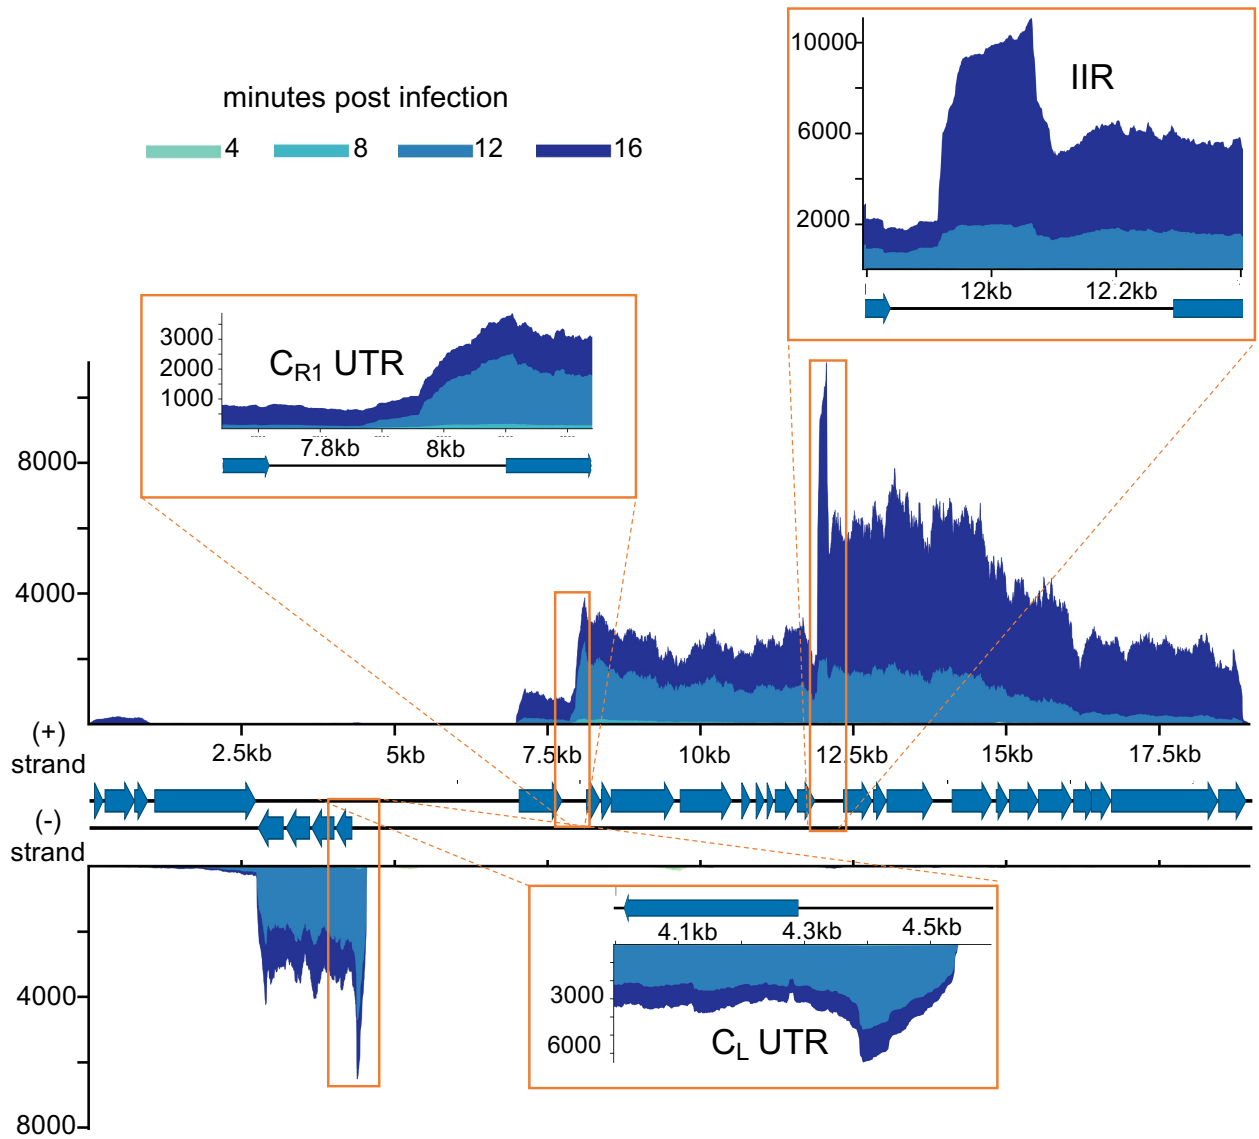 minutes post infection
4 8 12 16
10000
6000
2000
IIR
12kb 12.2kb
3000
2000
1000
CR1 UTR
7.8kb 8kb
8000
4000
(+)
strand
2.5kb 5kb 7.5kb 10kb 12.5kb 15kb 17.5kb
(-)
strand
4000
8000
4.1kb 4.3kb 4.5kb
3000
6000
CL UTR